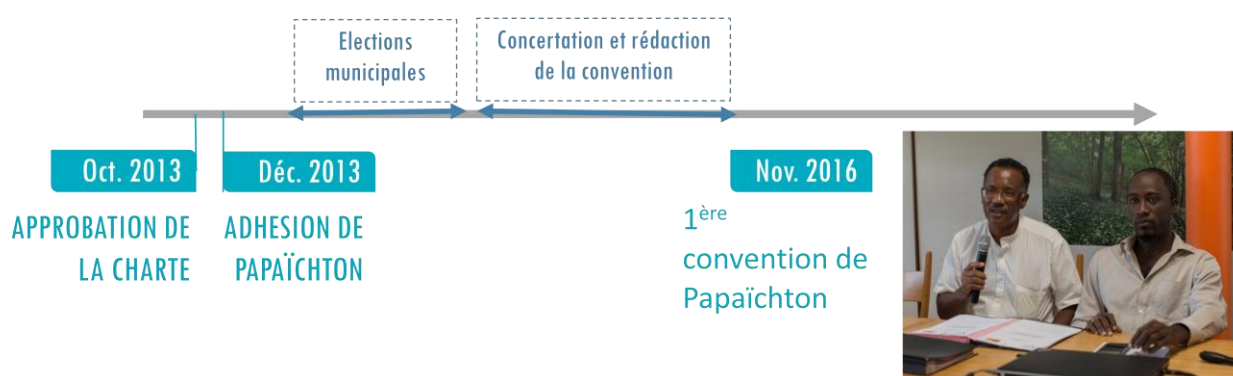 Elections
municipales
Concertation et rédaction
de la convention
Oct. 2013
Déc. 2013
Nov. 2016
APPROBATION DE
LA CHARTE
ADHESION DE
PAPAÏCHTON
1ère
convention de
Papaïchton